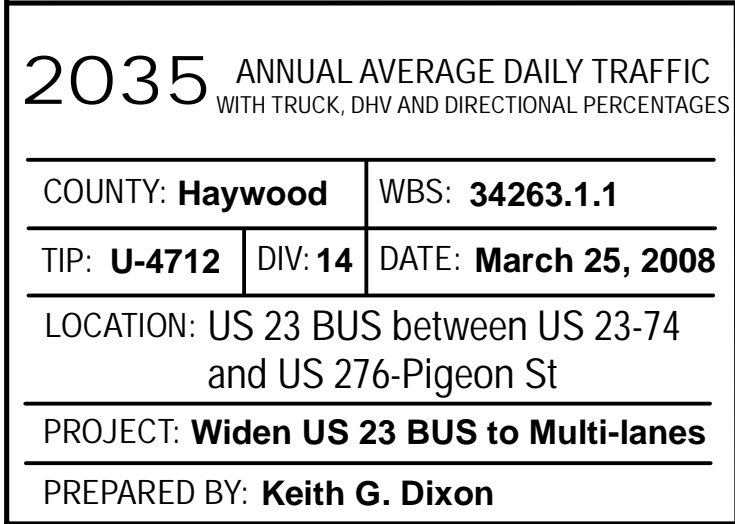 2035 ANNUAL AVERAGE DAILY TRAFFIC
WITH TRUCK, DHV AND DIRECTIONAL PERCENTAGES
COUNTY: Haywood WBS: 34263.1.1
TIP: U-4712 DIV: 14 DATE: March 25, 2008
LOCATION: US 23 BUS between US 23-74
and US 276-Pigeon St
PROJECT: Widen US 23 BUS to Multi-lanes
PREPARED BY: Keith G. Dixon